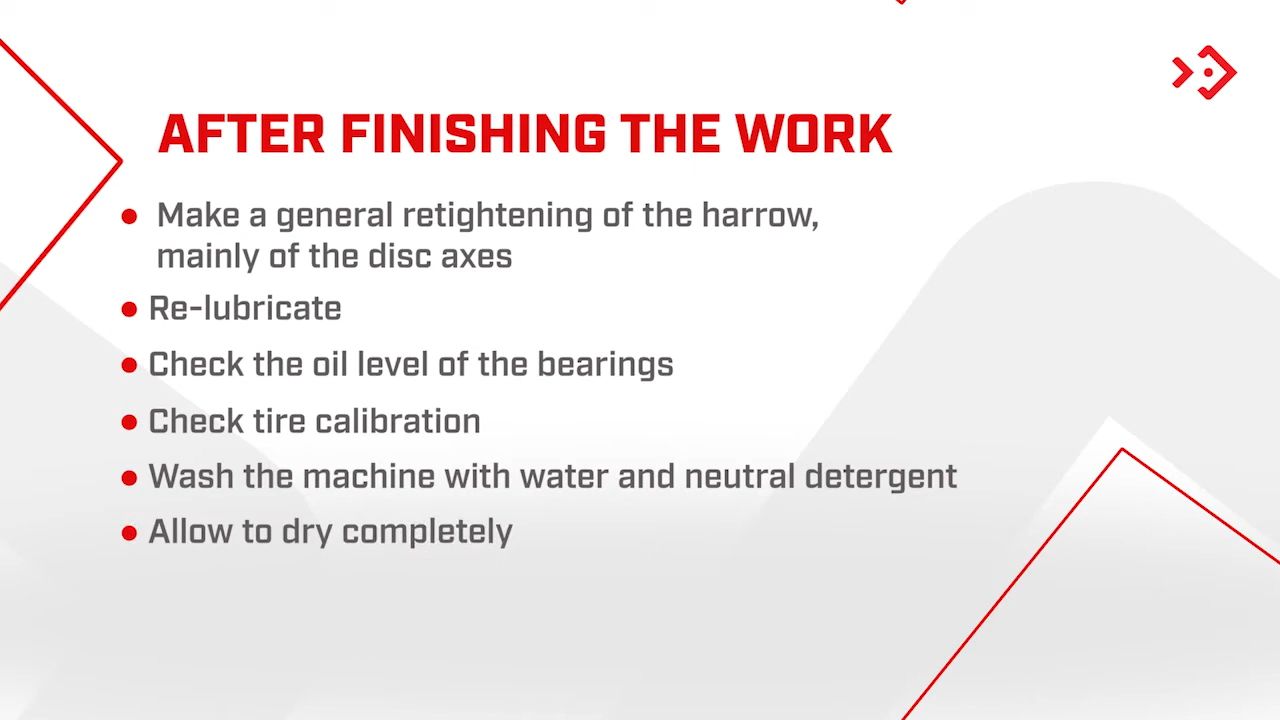 AFTER FINISHING THE WORK
Make a general retightening of the harrow,
mainly of the disc axes
Re-lubricate
Check the oil level of the bearings
Check tire calibration
Wash the machine with water and neutral detergent
Allow to dry completely